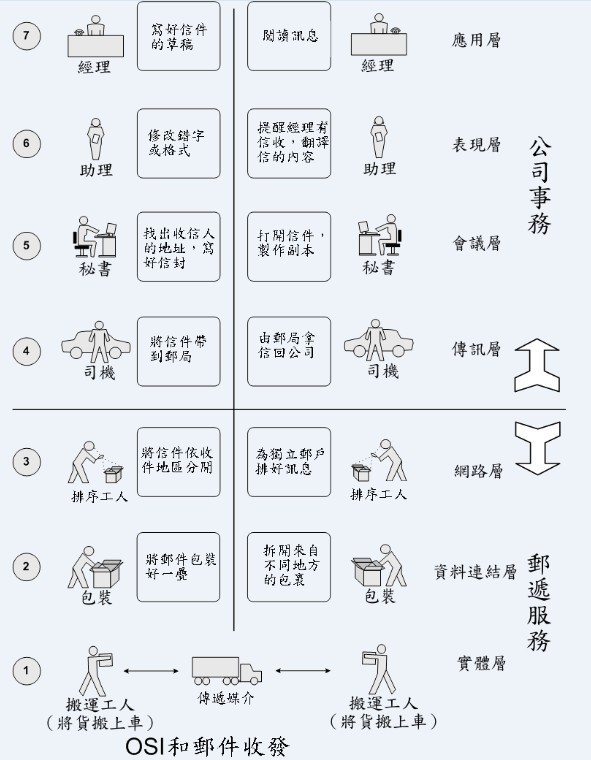 7
寫好信件
的草稿
經理
閱讀訊息
經理
應用層
6
修改錯字
或格式
助理
提醒經理有
信收，翻譯
信的內容
助理
表現層
公司事務
5
找出收信人
的地址，寫
好信封
秘書
打開信件，
製作副本
秘書
會議層
4
將信件帶
到郵局
司機
由郵局拿
信回公司
司機
傳訊層
3
將信件依收
件地區分開
排序工人
為獨立郵戶
排好訊息
排序工人
網路層
2
將郵件包裝
好一疊
包裝
拆開來自
不同地方
的包裹
包裝
資料連結層
郵遞服務
1
搬運工人
（將貨搬上車）
傳遞媒介
搬運工人
（將貨搬上車）
實體層
OSI和郵件收發